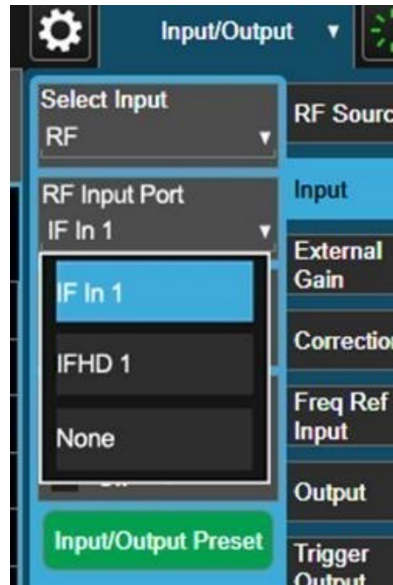 Input/Output
Select Input
RF
RF Input Port
IF In 1
IF In 1
IFHD 1
None
Input/Output Preset
RF Sourc
Input
External
Gain
Correction
Freq Ref
Input
Output
Trigger
Output